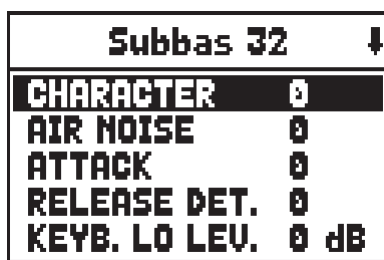 Subbas 32
CHARACTER 0
AIR NOISE 0
ATTACK 0
RELEASE DET. 0
KEYB. LO LEV. 0 dB